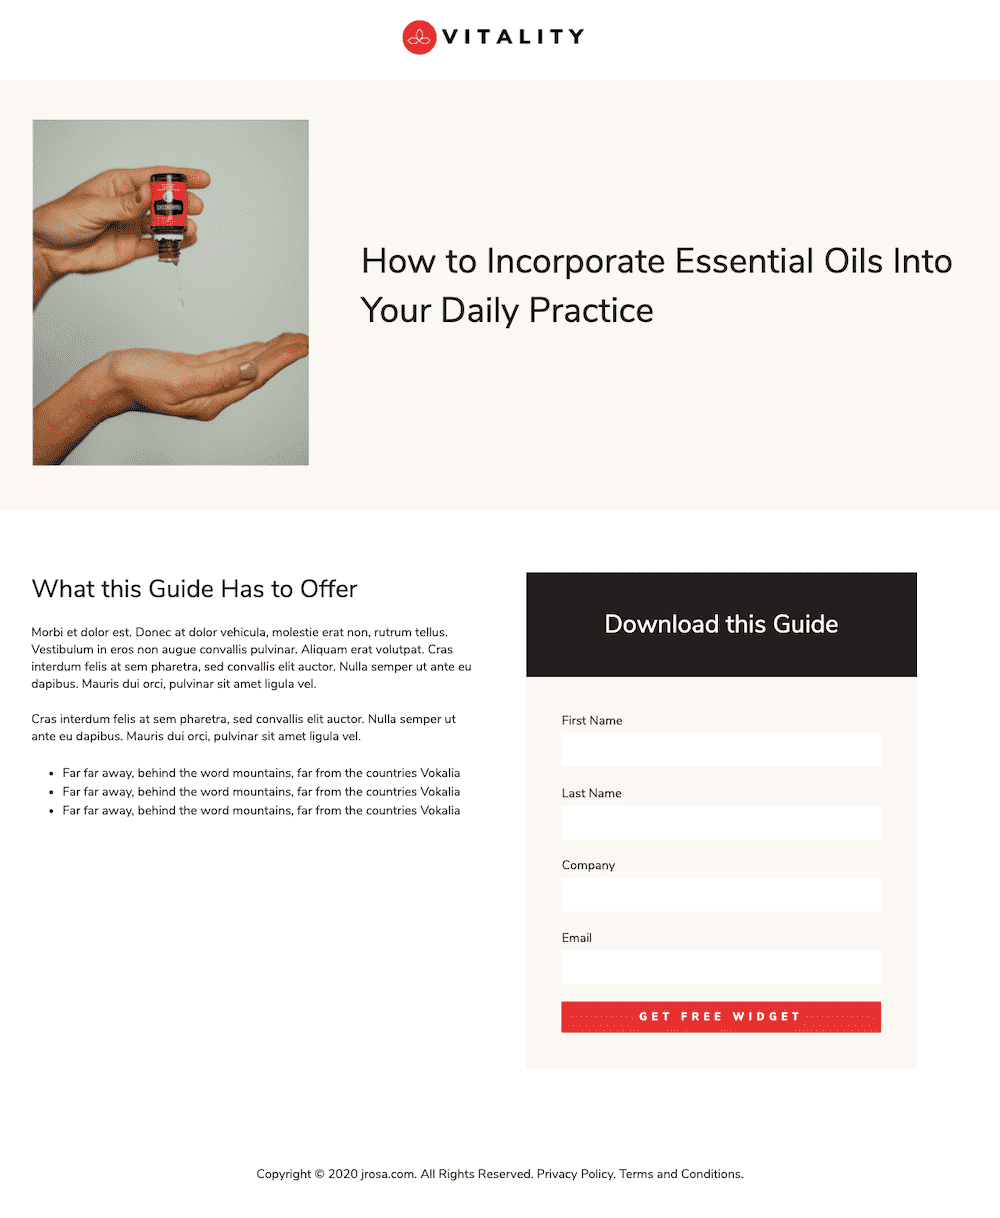 VITALITY
How to Incorporate Essential Oils Into
Your Daily Practice
What this Guide Has to Offer
Morbi et dolor est. Donec at dolor vehicula, molestie erat non, rutrum tellus.
Vestibulum in eros non augue convallis pulvinar. Aliquam erat volutpat. Cras
interdum felis at sem pharetra, sed convallis elit auctor. Nulla semper ut ante eu
dapibus. Mauris dui orci, pulvinar sit amet ligula vel.
Cras interdum felis at sem pharetra, sed convallis elit auctor. Nulla semper ut
ante eu dapibus. Mauris dui orci, pulvinar sit amet ligula vel.
• Far far away, behind the word mountains, far from the countries Vokalia
• Far far away, behind the word mountains, far from the countries Vokalia
• Far far away, behind the word mountains, far from the countries Vokalia
Download this Guide
First Name
Last Name
Company
Email
GET FREE WIDGET
Copyright © 2020 jrosa.com. All Rights Reserved. Privacy Policy. Terms and Conditions.